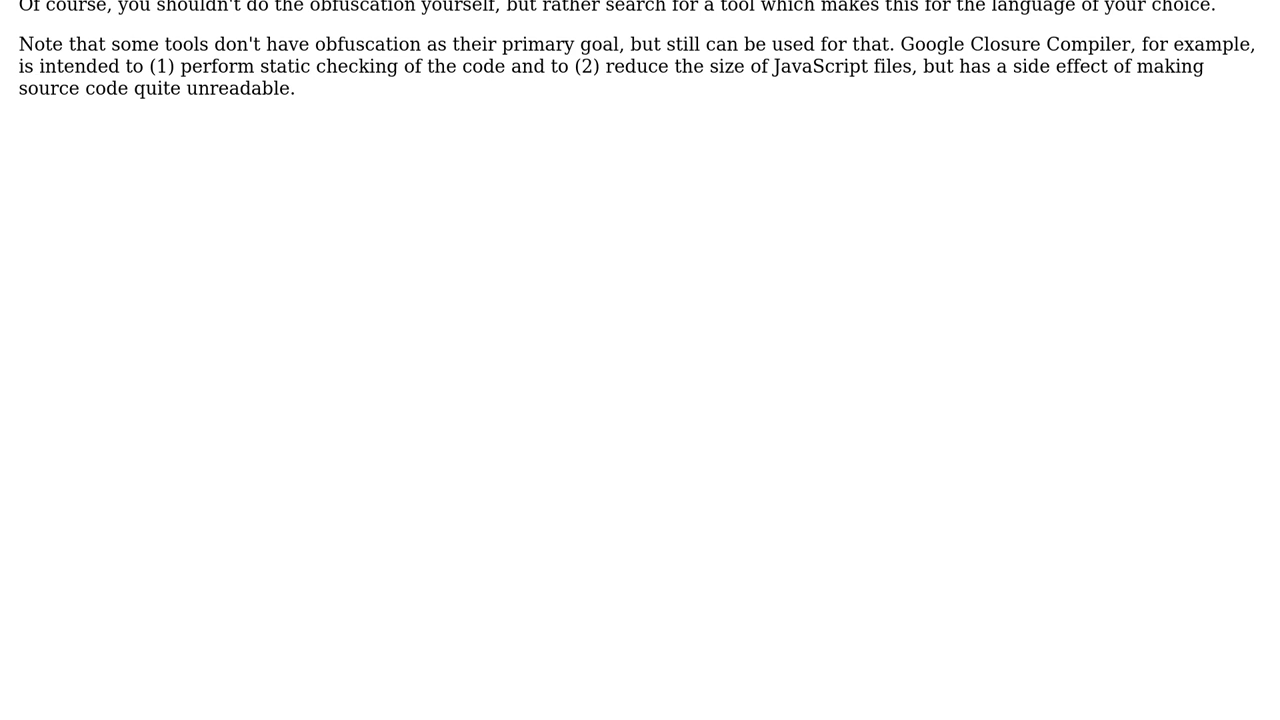 Of course, you shouldn't do the obfuscation yourself, but rather search for a tool which makes this for the language of your choice.
Note that some tools don't have obfuscation as their primary goal, but still can be used for that. Google Closure Compiler, for example,
is intended to (1) perform static checking of the code and to (2) reduce the size of JavaScript files, but has a side effect of making
source code quite unreadable.